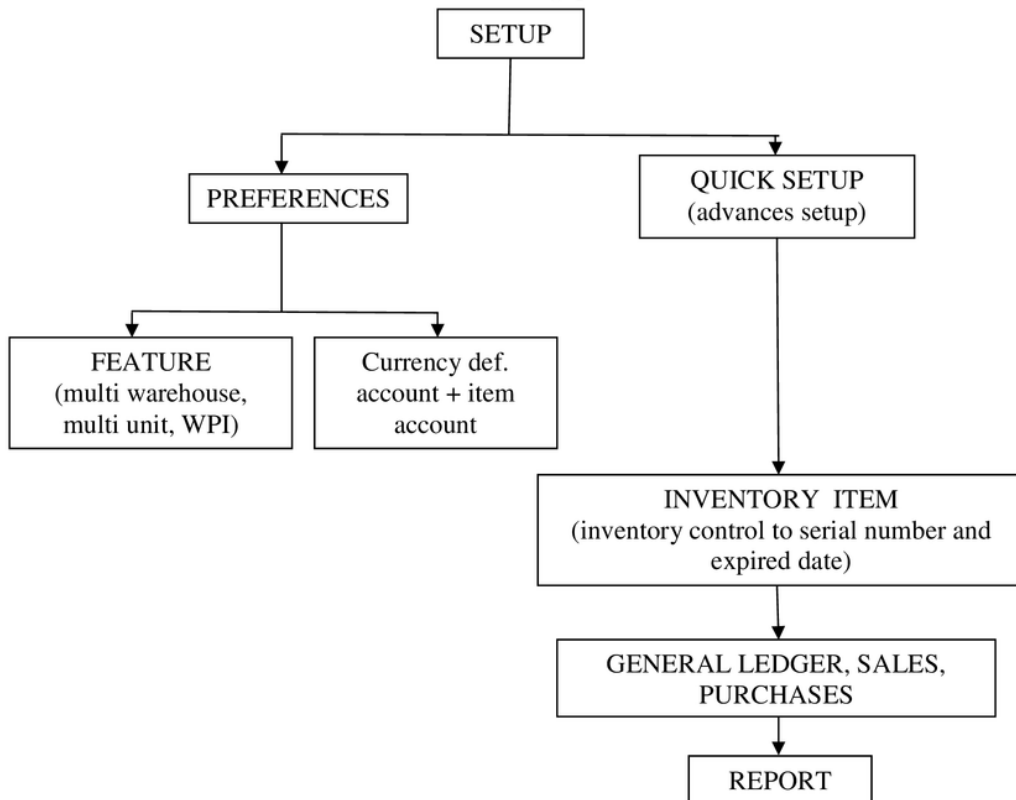 SETUP
PREFERENCES
QUICK SETUP
(advances setup)
FEATURE
(multi warehouse,
multi unit, WPI)
Currency def.
account + item
account
INVENTORY  ITEM
(inventory control to serial number and
expired date)
GENERAL LEDGER, SALES,
PURCHASES
REPORT